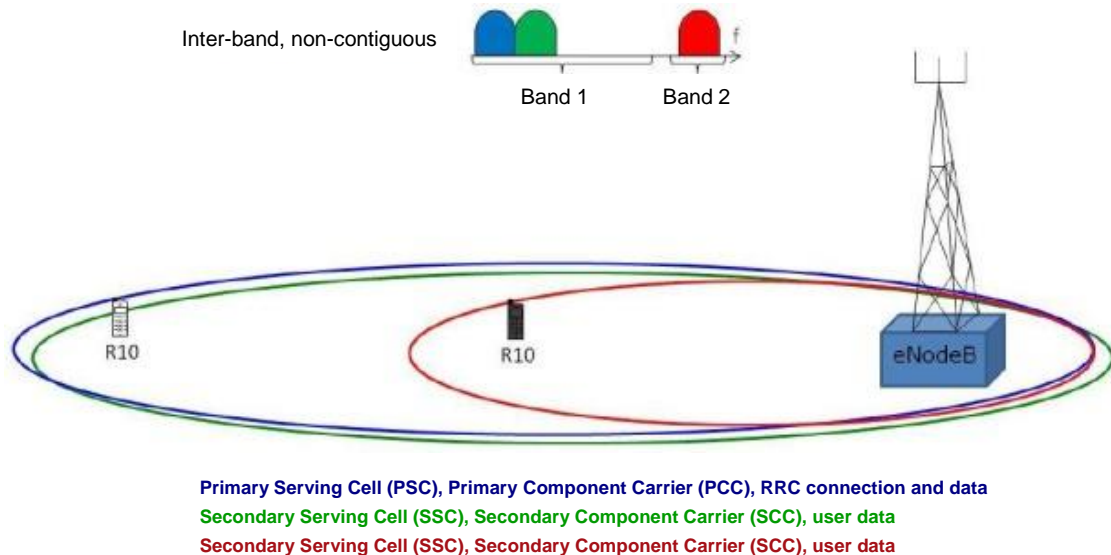 Inter-band, non-contiguous
f
Band 1 Band 2
R10 R10 eNodeB
Primary Serving Cell (PSC), Primary Component Carrier (PCC), RRC connection and data
Secondary Serving Cell (SSC), Secondary Component Carrier (SCC), user data
Secondary Serving Cell (SSC), Secondary Component Carrier (SCC), user data